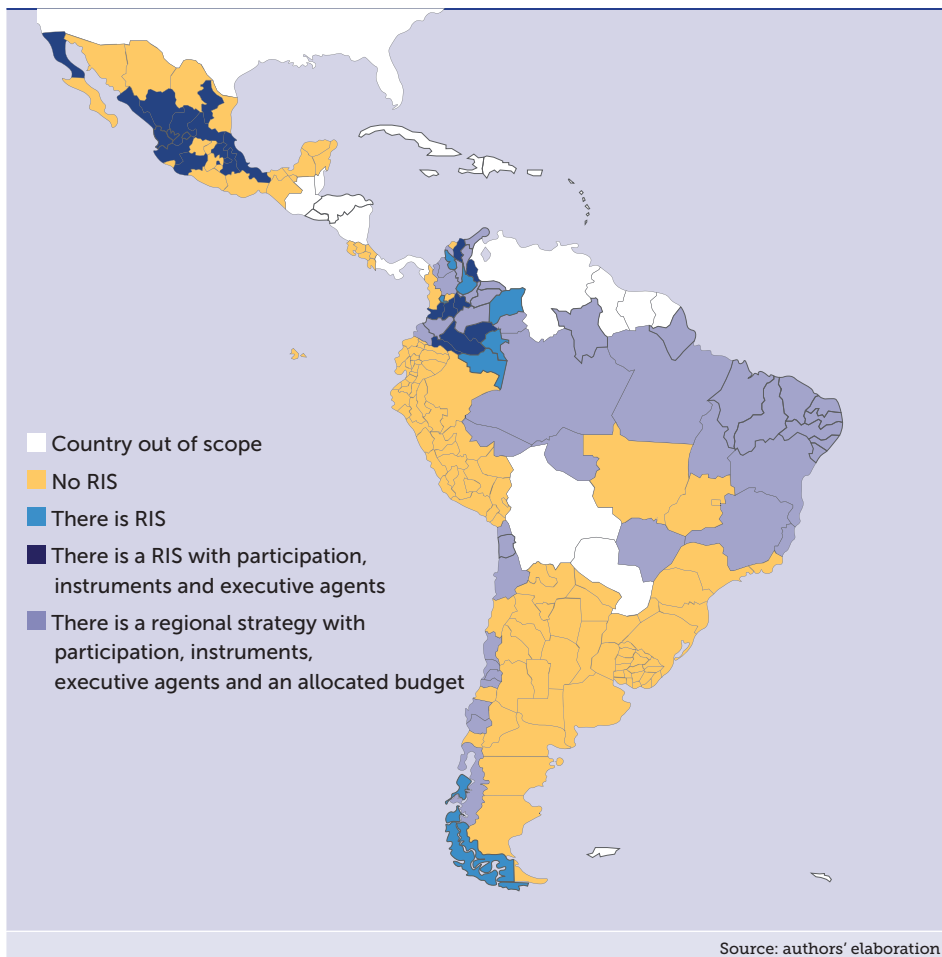 Country out of scope
No RIS
There is RIS
There is a RIS with participation,
instruments and executive agents
There is a regional strategy with
participation, instruments,
executive agents and an allocated budget
Source: authors’ elaboration